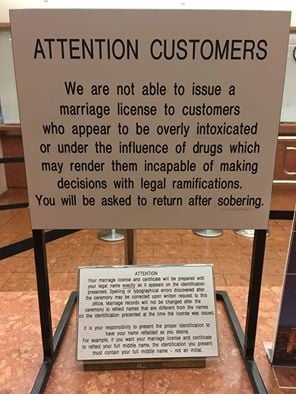 ATTENTION CUSTOMERS
We are not able to issue a
marriage license to customers
who appear to be overly intoxicated
or under the influence of drugs which
may render them incapable of making
decisions with legal ramifications.
You will be asked to return after sobering.
ATTENTION
Your marriage license and certificate will be prepared with
your legal name exactly as it appears on the identification
presented. Spelling or typographical errors discovered after
the ceremony may be corrected upon written request to this
office. Marriage records will not be changed after the
ceremony to reflect names that are different from the names
on the identification presented at the time the license was issued.
It is your responsibility to present the proper identification to
have your name reflected as you desire.
For example, if you want your marriage license and certificate
to reflect your full middle name, the identification you present
must contain your full middle name - not an initial.